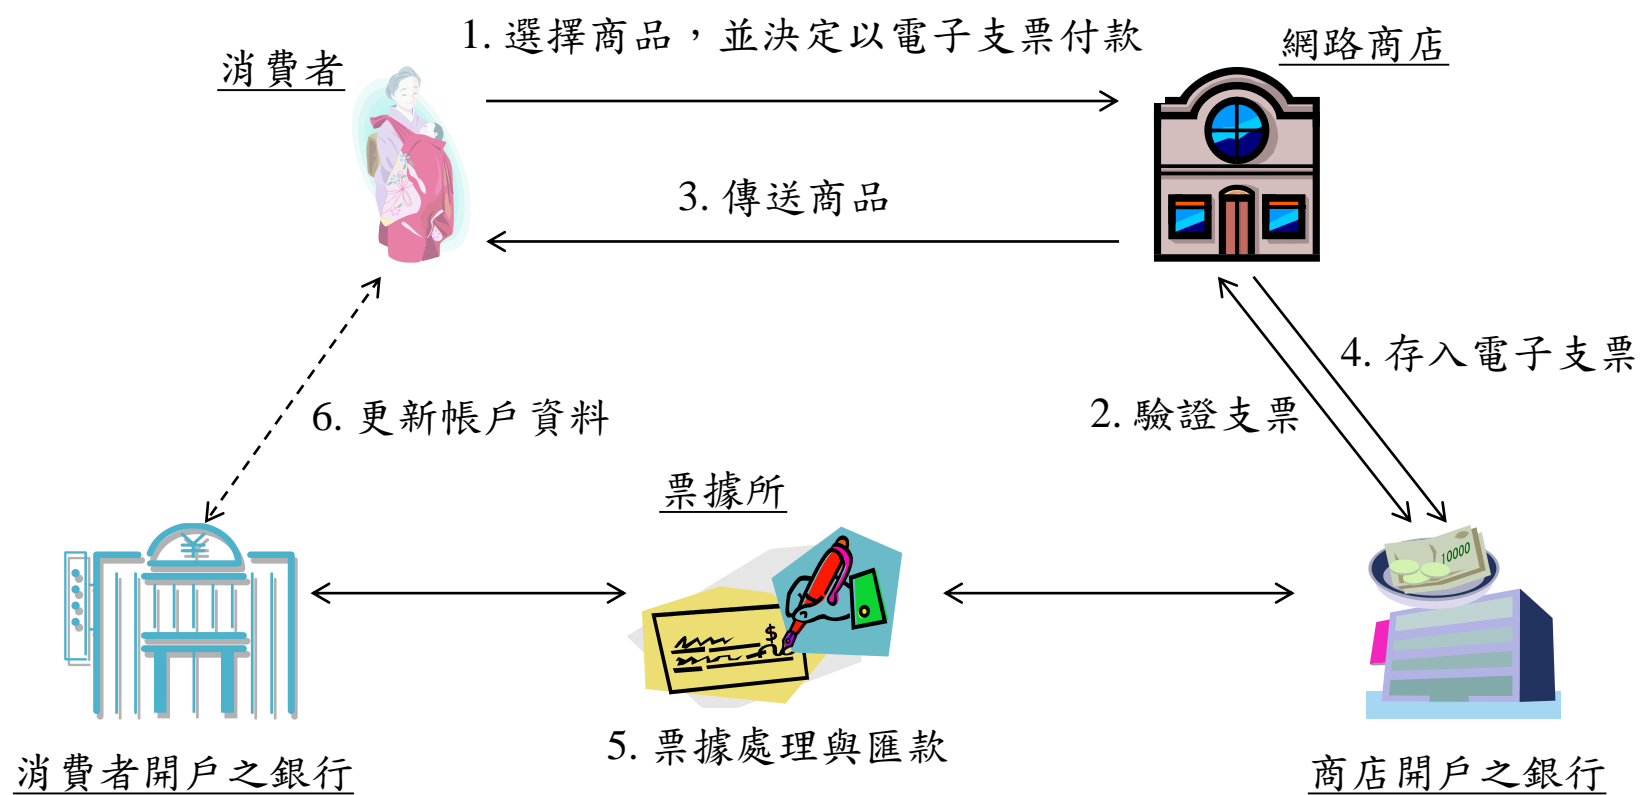 1. 選擇商品，並決定以電子支票付款
消費者
網路商店
3. 傳送商品
4. 存入電子支票
2. 驗證支票
6. 更新帳戶資料
票據所
¥
10000
$
5. 票據處理與匯款
消費者開戶之銀行
商店開戶之銀行